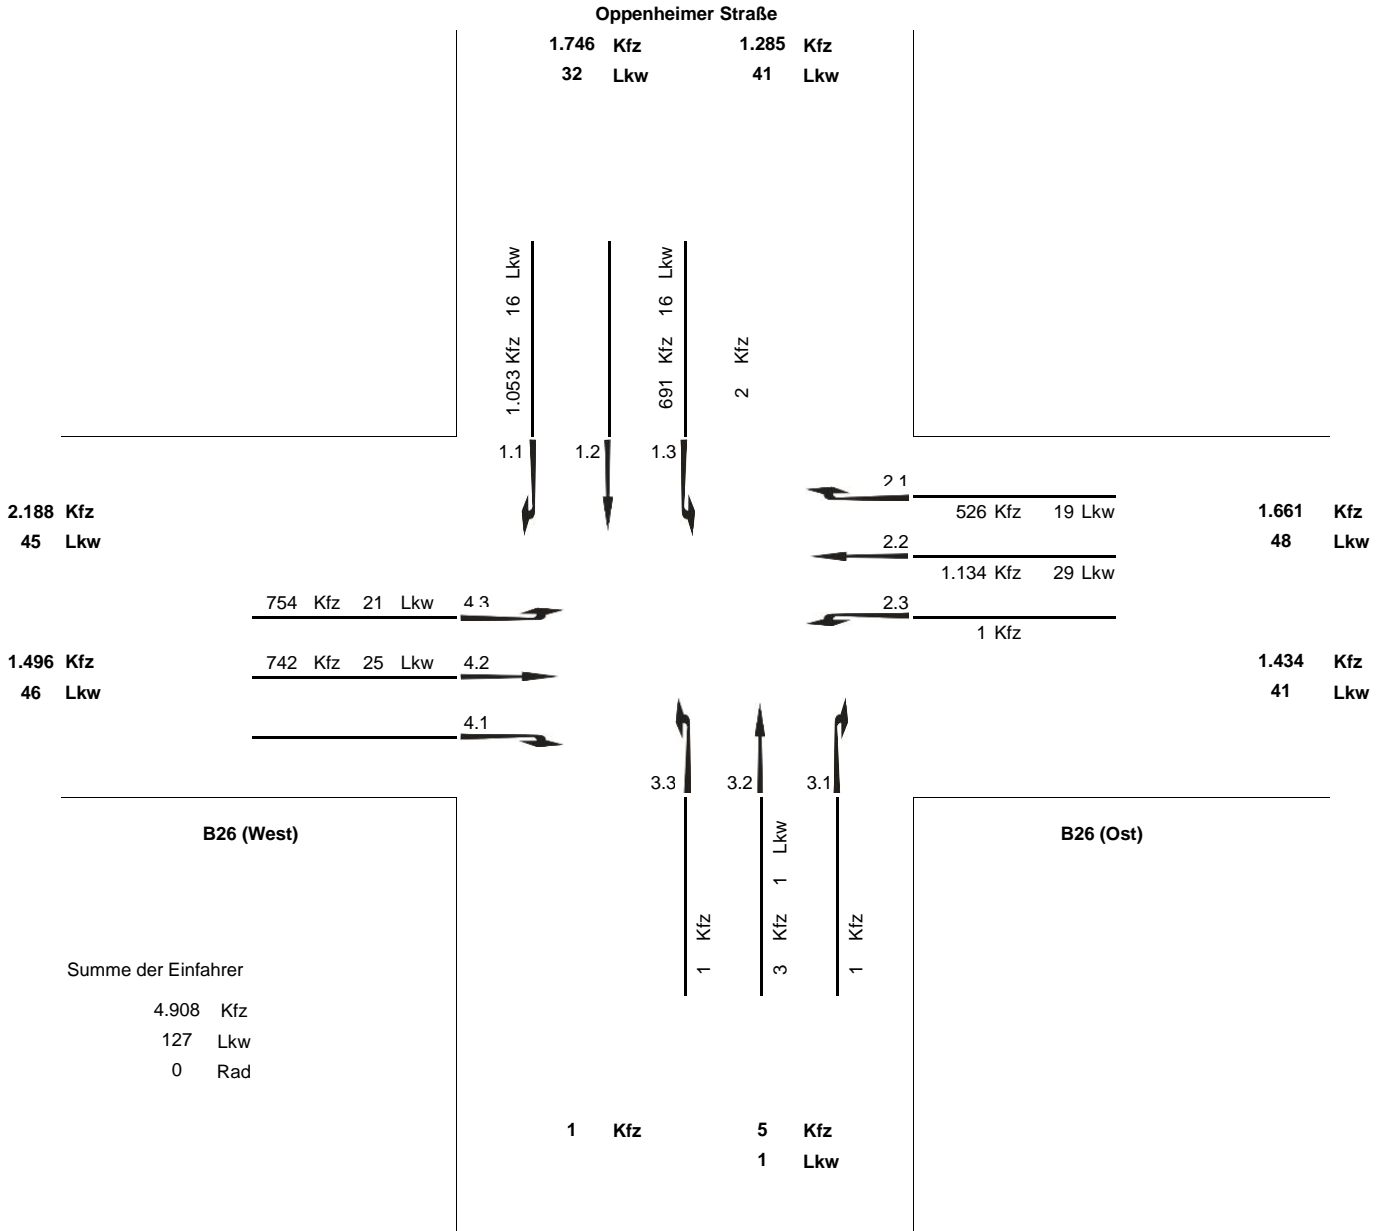 Oppenheimer Straße
1.746 Kfz 1.285 Kfz
32 Lkw 41 Lkw
1.053 Kfz 16 Lkw
691 Kfz 16 Lkw
2 Kfz
1.1 1.2 1.3
2.1
526 Kfz 19 Lkw
2.188 Kfz
45 Lkw
1.661 Kfz
48 Lkw
2.2
1.134 Kfz 29 Lkw
754 Kfz 21 Lkw 4.3
2.3
1 Kfz
1.496 Kfz
46 Lkw
742 Kfz 25 Lkw 4.2
1.434 Kfz
41 Lkw
4.1
3.3 3.2 3.1
1 Kfz
3 Kfz 1 Lkw
1 Kfz
B26 (West)
B26 (Ost)
Summe der Einfahrer
4.908 Kfz
127 Lkw
0 Rad
1 Kfz 5 Kfz
1 Lkw